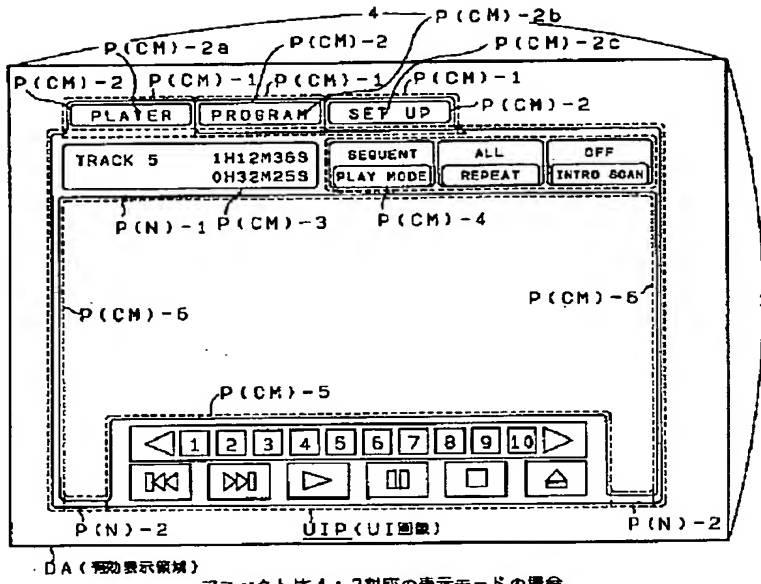 4
P(CM)-2b
P(CM)-2a
P(CM)-2
P(CM)-2c
P(CM)-2
P(CM)-1
P(CM)-1
P(CM)-1
PLAYER
PROGRAM
SET UP
P(CM)-2
TRACK 5
1H12M36S
0H32M25S
SEQUENT
PLAY MODE
ALL
REPEAT
OFF
INTRO SCAN
P(N)-1
P(CM)-3
P(CM)-4
P(CM)-6
P(CM)-6
P(CM)-5
1 2 3 4 5 6 7 8 9 10
P(N)-2
UIP(UI画像)
P(N)-2
DA(有効表示領域)